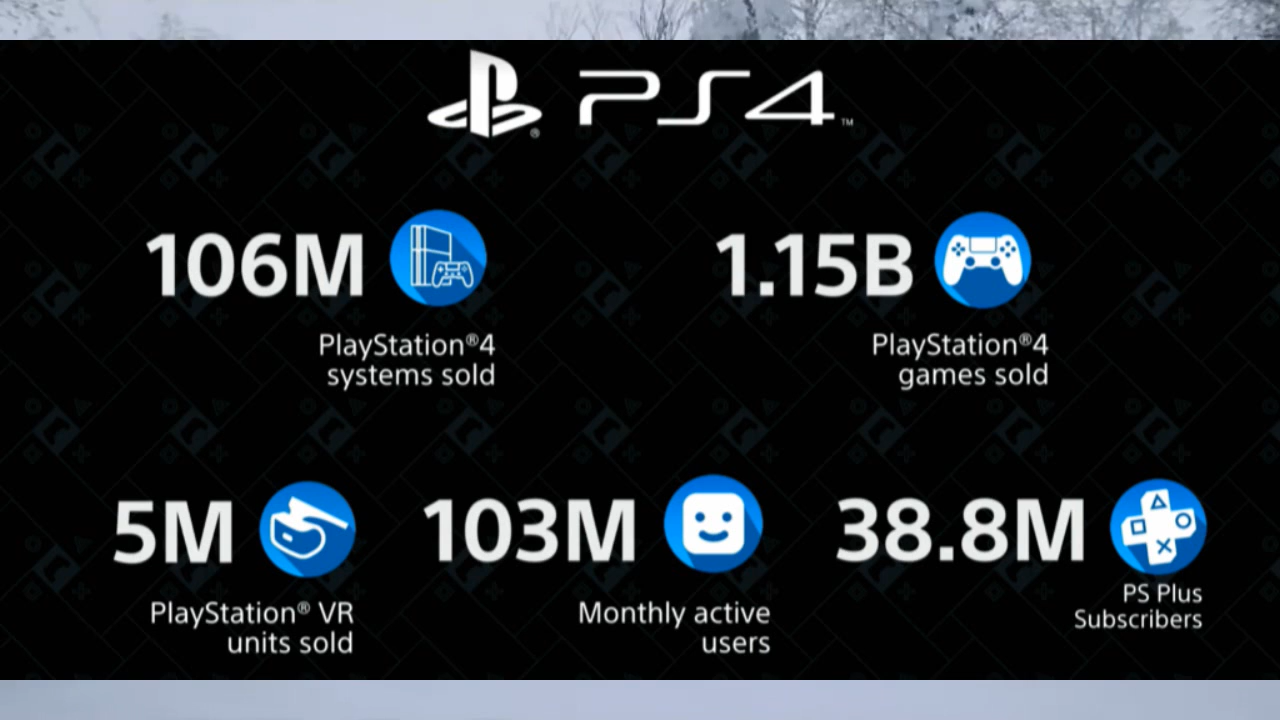 PS4™
106M
PlayStation®4
systems sold
1.15B
PlayStation®4
games sold
5M
PlayStation® VR
units sold
103M
Monthly active
users
38.8M
PS Plus
Subscribers